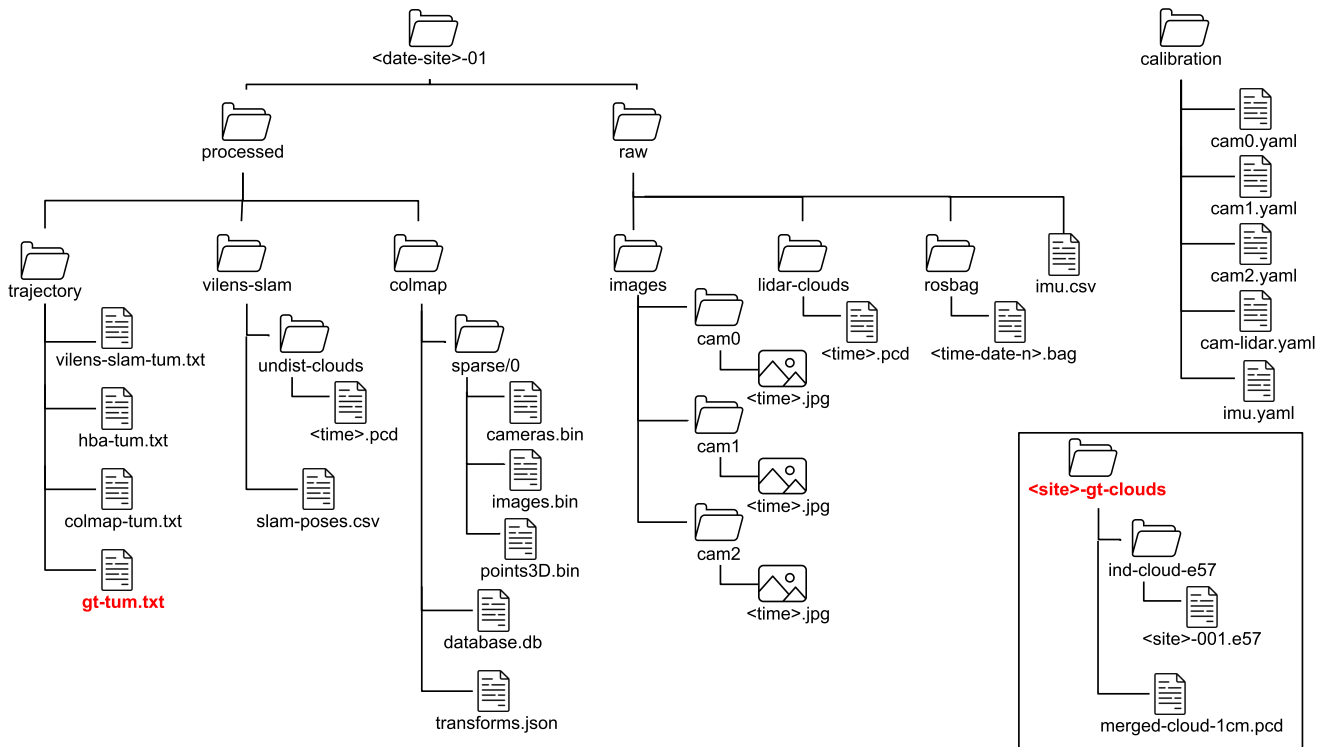 <date-site>-01
calibration
processed
raw
cam0.yaml
cam1.yaml
cam2.yaml
cam-lidar.yaml
imu.yaml
trajectory
vilens-slam
colmap
images
lidar-clouds
rosbag
imu.csv
vilens-slam-tum.txt
hba-tum.txt
colmap-tum.txt
gt-tum.txt
undist-clouds
<time>.pcd
slam-poses.csv
sparse/0
cameras.bin
images.bin
points3D.bin
database.db
transforms.json
cam0
<time>.jpg
cam1
<time>.jpg
cam2
<time>.jpg
<time>.pcd
<time-date-n>.bag
<site>-gt-clouds
ind-cloud-e57
<site>-001.e57
merged-cloud-1cm.pcd